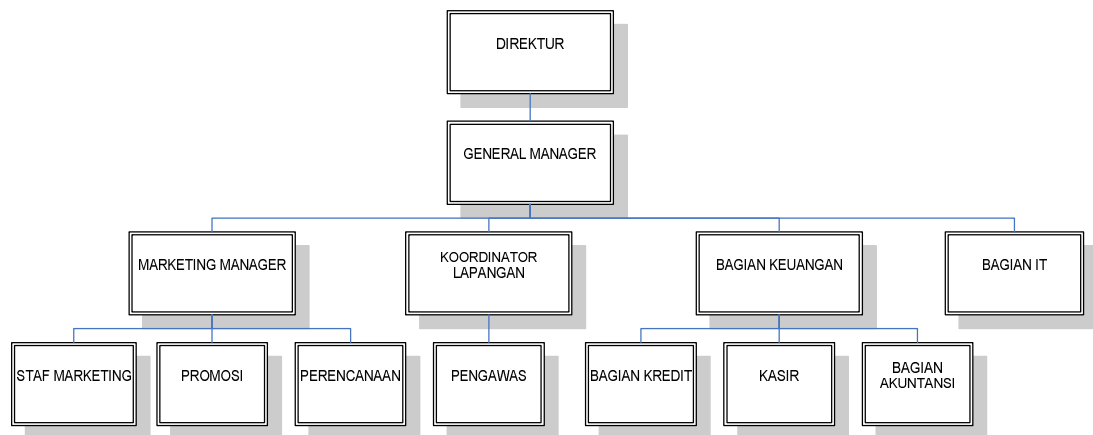 DIREKTUR
GENERAL MANAGER
MARKETING MANAGER
KOORDINATOR
LAPANGAN
BAGIAN KEUANGAN
BAGIAN IT
STAF MARKETING
PROMOSI
PERENCANAAN
PENGAWAS
BAGIAN KREDIT
KASIR
BAGIAN
AKUNTANSI